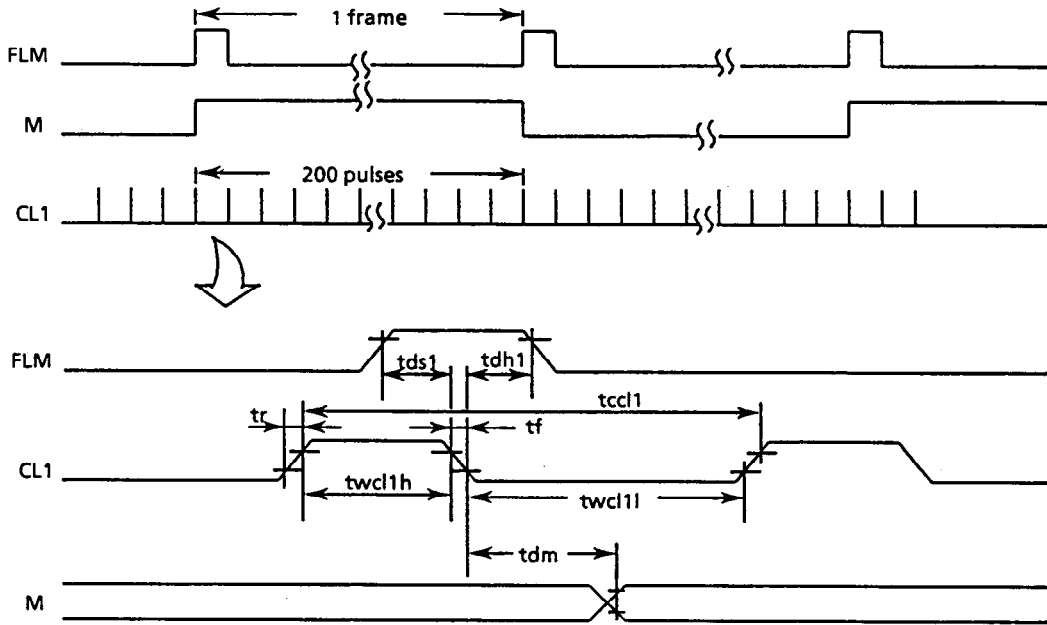 1 frame
FLM
M
200 pulses
CL1
FLM
tds1
tdh1
tccl1
tr
tf
CL1
twcl1h
twcl1l
tdm
M